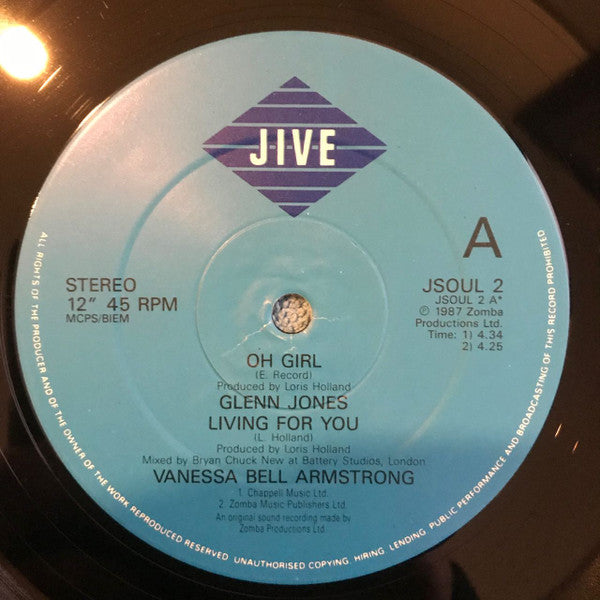 JIVE
A
STEREO
12" 45 RPM
MCPS/BIEM
JSOUL 2
JSOUL 2 A*
℗ 1987 Zomba
Productions Ltd.
Time: 1) 4.34
2) 4.25
OH GIRL
(E. Record)
Produced by Loris Holland
GLENN JONES
LIVING FOR YOU
(L. Holland)
Produced by Loris Holland
Mixed by Bryan Chuck New at Battery Studios, London
VANESSA BELL ARMSTRONG
1. Chappell Music Ltd.
2. Zomba Music Publishers Ltd.
An original sound recording made by
Zomba Productions Ltd.
ALL RIGHTS OF THE PRODUCER AND OF THE OWNER OF THE WORK REPRODUCED RESERVED UNAUTHORISED COPYING, HIRING, LENDING, PUBLIC PERFORMANCE AND BROADCASTING OF THIS RECORD PROHIBITED